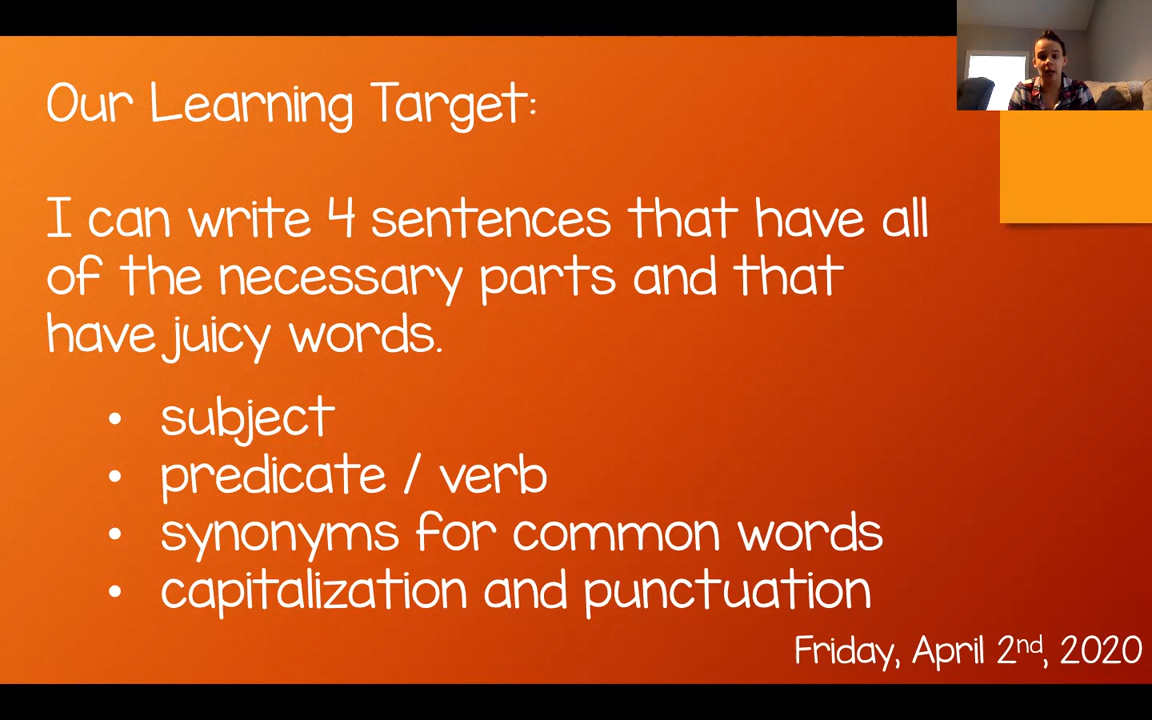 Our Learning Target:
I can write 4 sentences that have all
of the necessary parts and that
have juicy words.
• subject
• predicate / verb
• synonyms for common words
• capitalization and punctuation
Friday, April 2nd, 2020